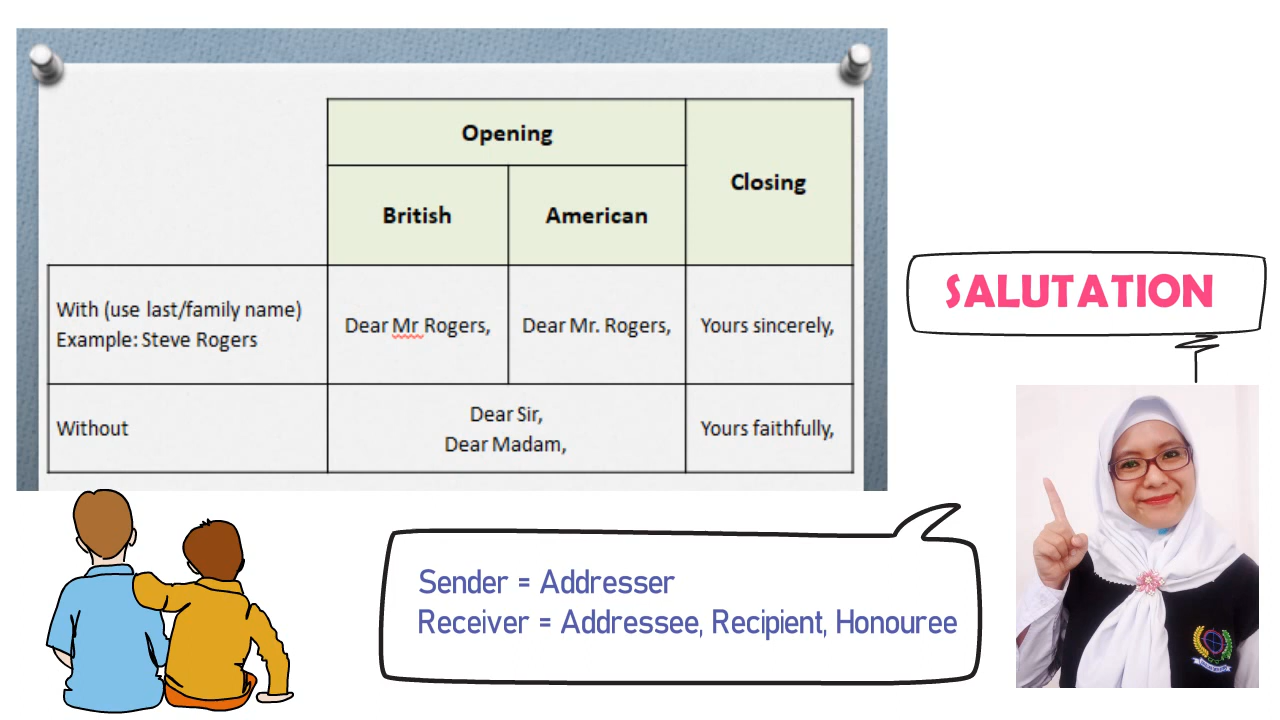 Opening
Closing
British
American
With (use last/family name)
Example: Steve Rogers
Dear Mr Rogers,
Dear Mr. Rogers,
Yours sincerely,
Without
Dear Sir,
Dear Madam,
Yours faithfully,
SALUTATION
Sender = Addresser
Receiver = Addressee, Recipient, Honouree